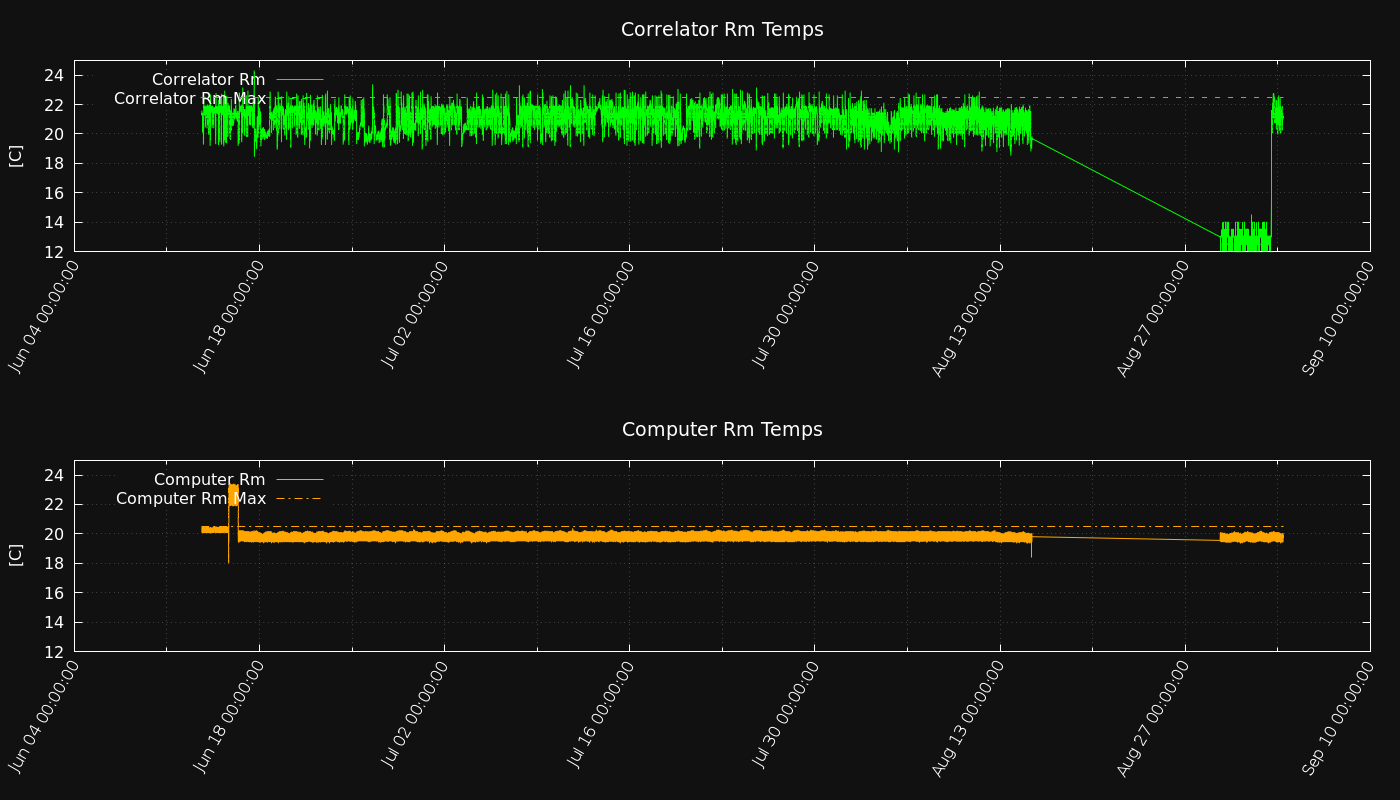 Correlator Rm Temps
Correlator Rm
Correlator Rm Max
24
22
20
18
16
14
12
[C]
Jun 04 00:00:00
Jun 18 00:00:00
Jul 02 00:00:00
Jul 16 00:00:00
Jul 30 00:00:00
Aug 13 00:00:00
Aug 27 00:00:00
Sep 10 00:00:00
Computer Rm Temps
Computer Rm
Computer Rm Max
24
22
20
18
16
14
12
[C]
Jun 04 00:00:00
Jun 18 00:00:00
Jul 02 00:00:00
Jul 16 00:00:00
Jul 30 00:00:00
Aug 13 00:00:00
Aug 27 00:00:00
Sep 10 00:00:00